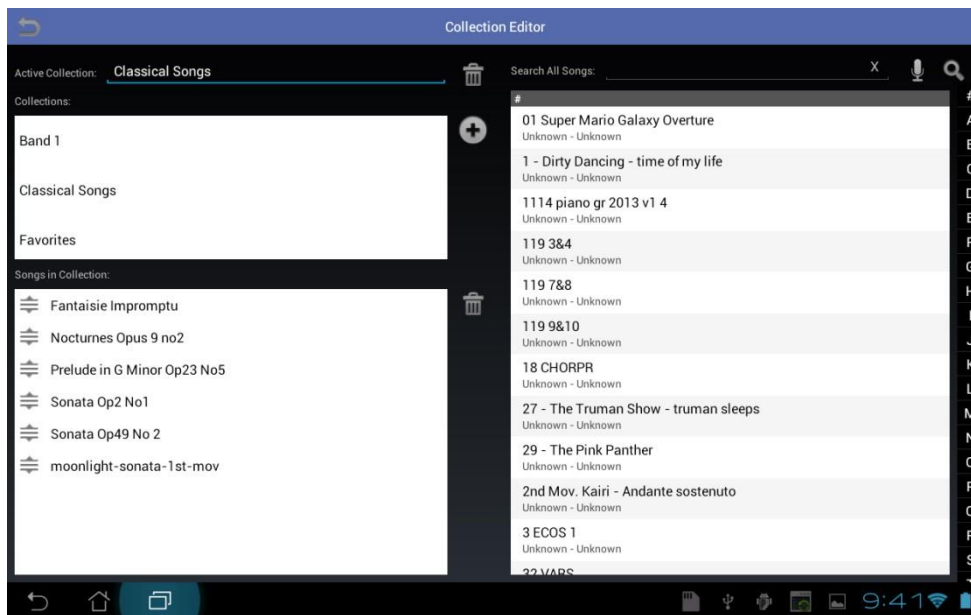 Collection Editor
Active Collection: Classical Songs
Collections:
Band 1
Classical Songs
Favorites
Songs in Collection:
Fantaisie Impromptu
Nocturnes Opus 9 no2
Prelude in G Minor Op23 No5
Sonata Op2 No1
Sonata Op49 No 2
moonlight-sonata-1st-mov
Search All Songs: X
#
01 Super Mario Galaxy Overture
Unknown - Unknown
1 - Dirty Dancing - time of my life
Unknown - Unknown
1114 piano gr 2013 v1 4
Unknown - Unknown
119 3&4
Unknown - Unknown
119 7&8
Unknown - Unknown
119 9&10
Unknown - Unknown
18 CHORPR
Unknown - Unknown
27 - The Truman Show - truman sleeps
Unknown - Unknown
29 - The Pink Panther
Unknown - Unknown
2nd Mov. Kairi - Andante sostenuto
Unknown - Unknown
3 ECOS 1
Unknown - Unknown
32 VARS
9:41